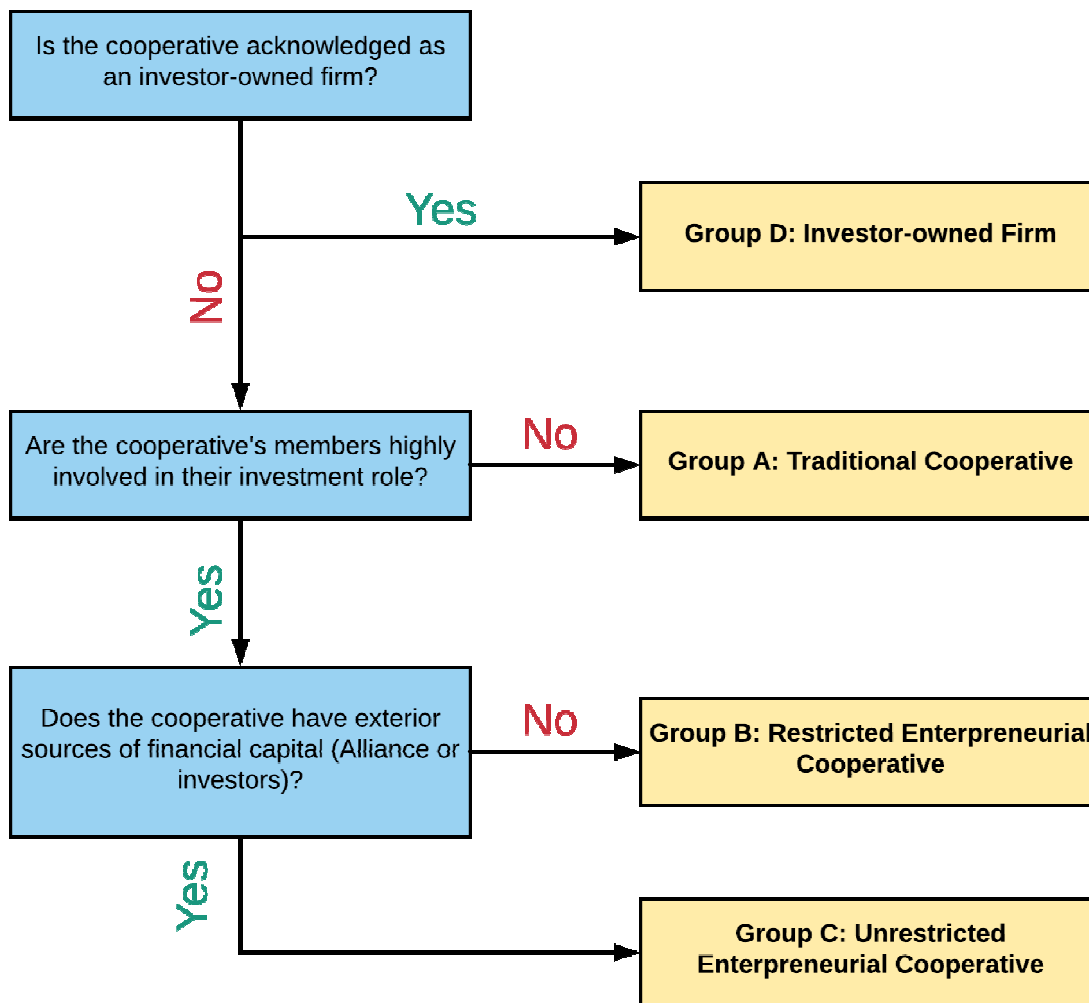 Is the cooperative acknowledged as
an investor-owned firm?
Yes
Group D: Investor-owned Firm
No
Are the cooperative's members highly
involved in their investment role?
No
Group A: Traditional Cooperative
Yes
Does the cooperative have exterior
sources of financial capital (Alliance or
investors)?
No
Group B: Restricted Enterpreneurial
Cooperative
Yes
Group C: Unrestricted
Enterpreneurial Cooperative